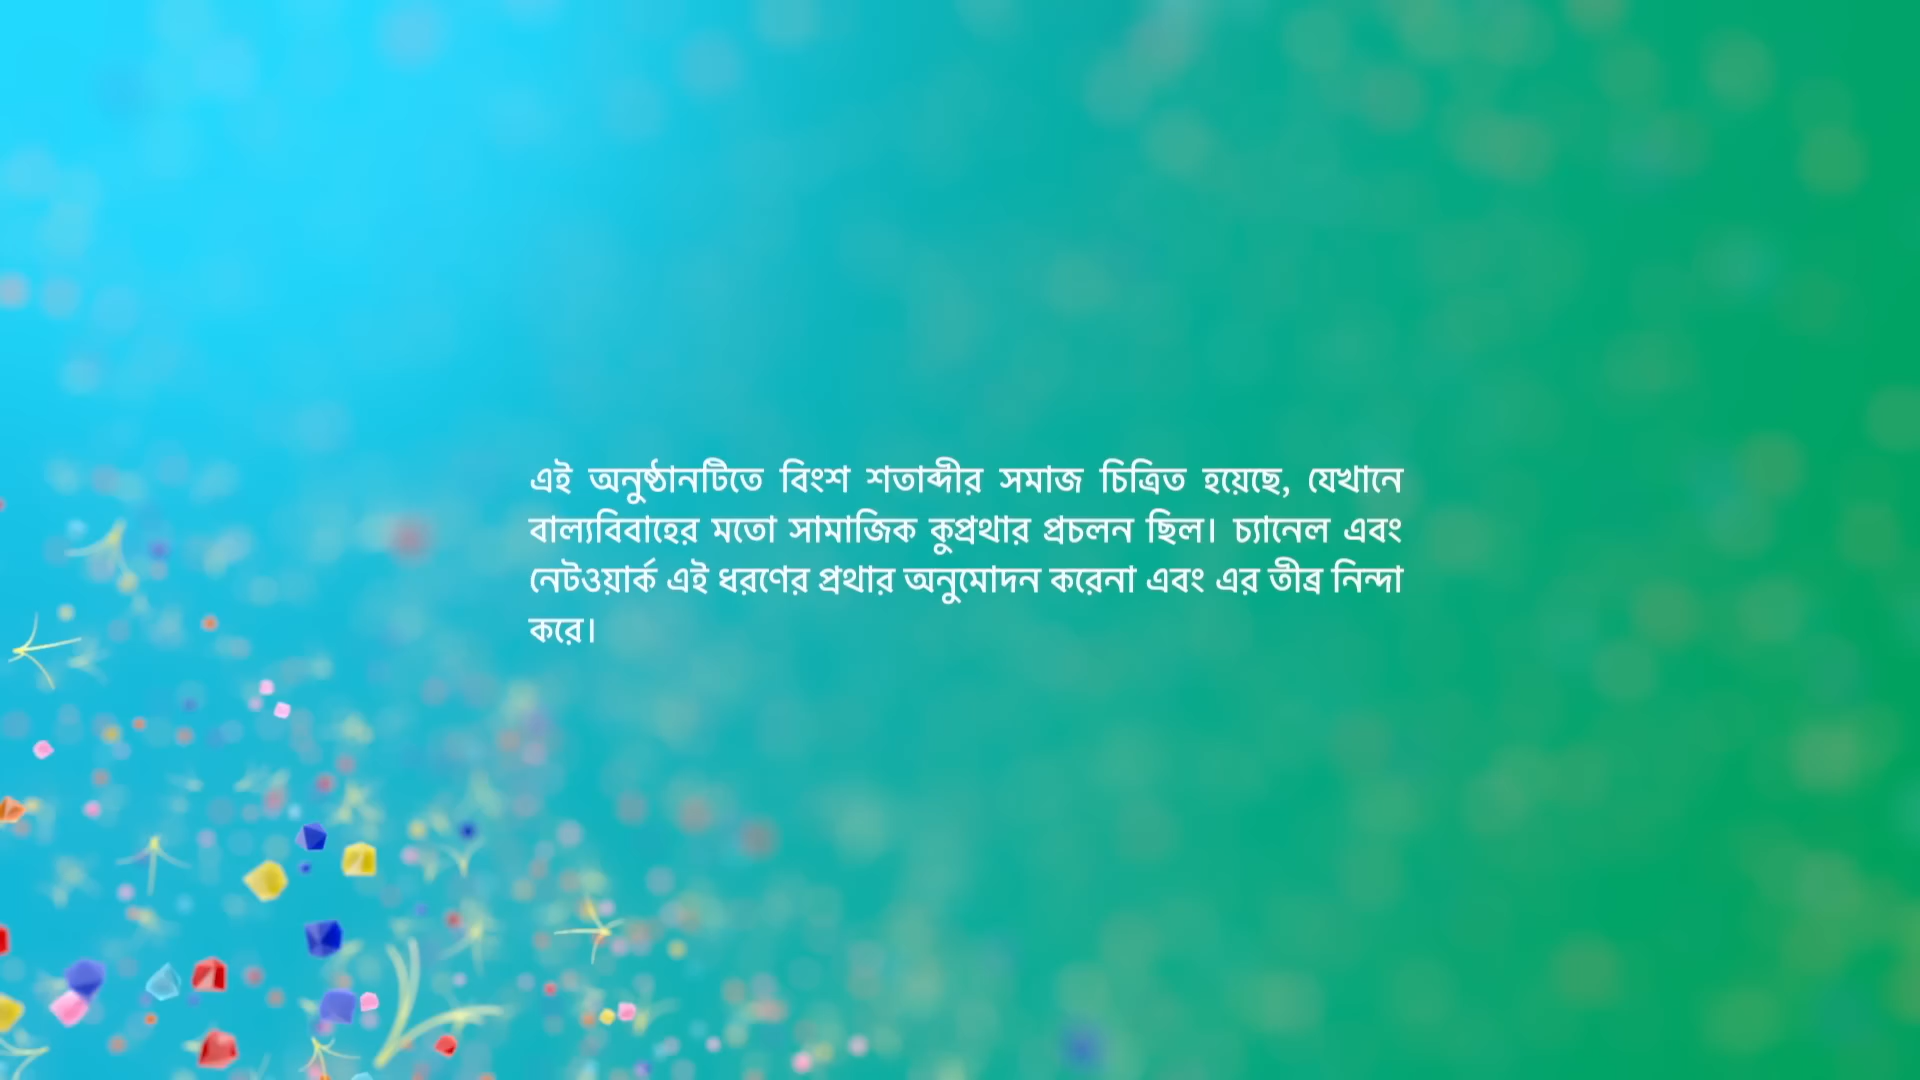 এই অনুষ্ঠানটিতে বিংশ শতাব্দীর সমাজ চিত্রিত হয়েছে, যেখানে
বাল্যবিবাহের মতো সামাজিক কুপ্রথার প্রচলন ছিল। চ্যানেল এবং
নেটওয়ার্ক এই ধরণের প্রথার অনুমোদন করেনা এবং এর তীব্র নিন্দা
করে।